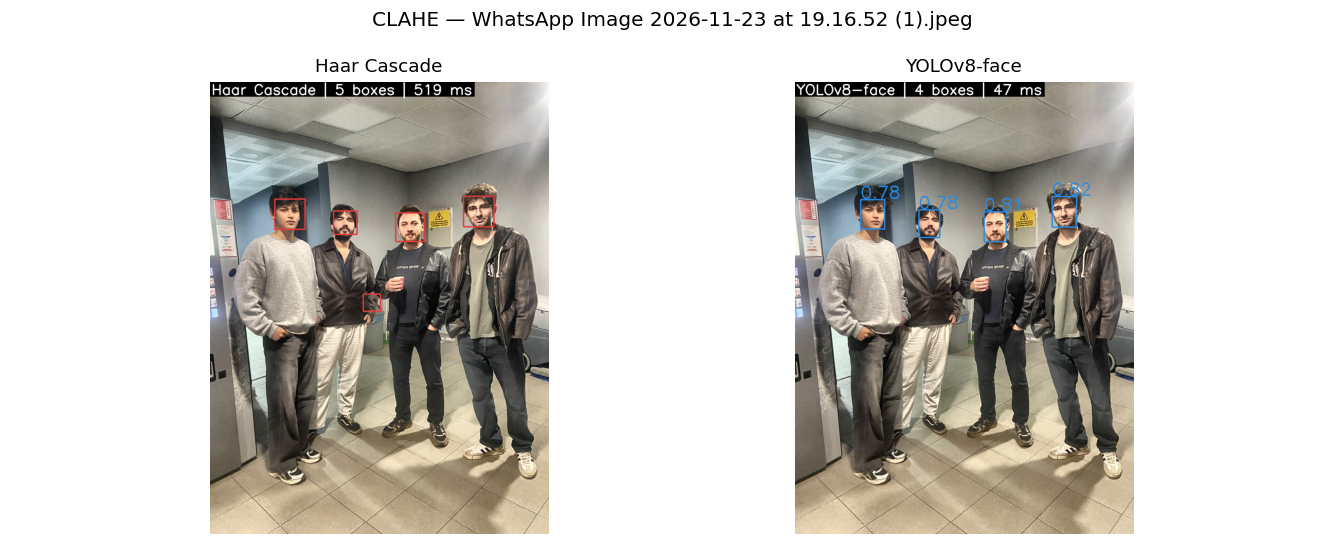 CLAHE — WhatsApp Image 2026-11-23 at 19.16.52 (1).jpeg
Haar Cascade
Haar Cascade | 5 boxes | 519 ms
YOLOv8-face
YOLOv8-face | 4 boxes | 47 ms
0.78
0.78
0.81
0.82